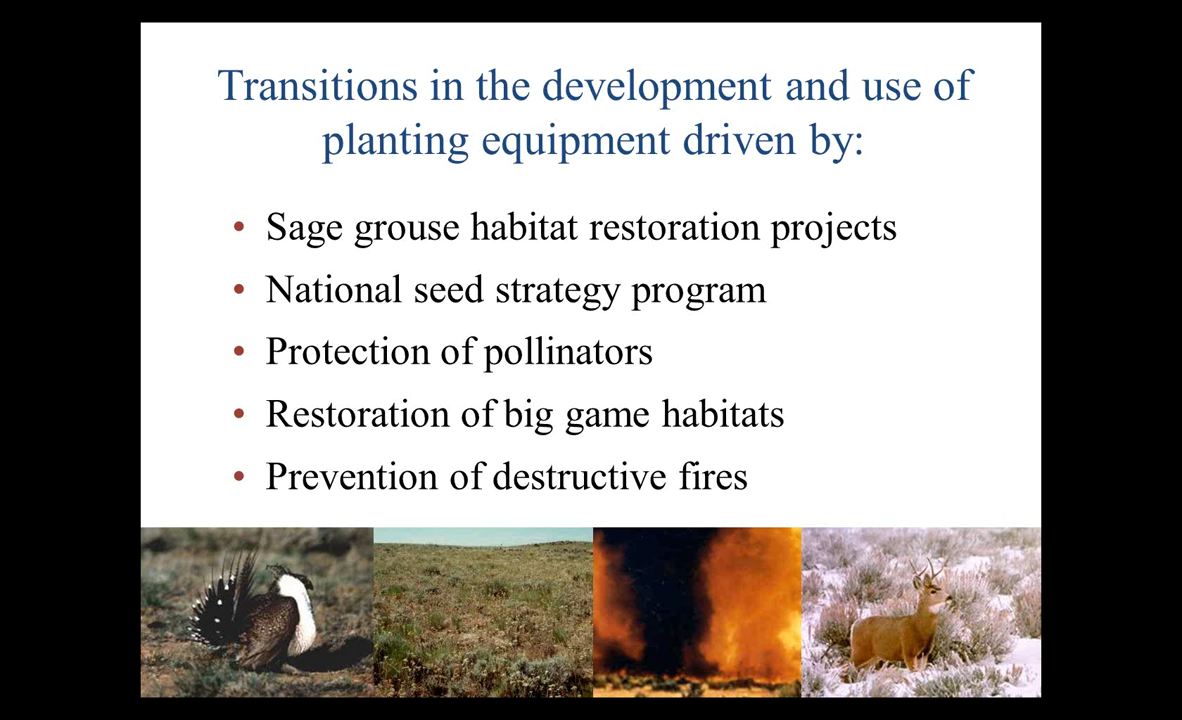 Transitions in the development and use of
planting equipment driven by:
• Sage grouse habitat restoration projects
• National seed strategy program
• Protection of pollinators
• Restoration of big game habitats
• Prevention of destructive fires